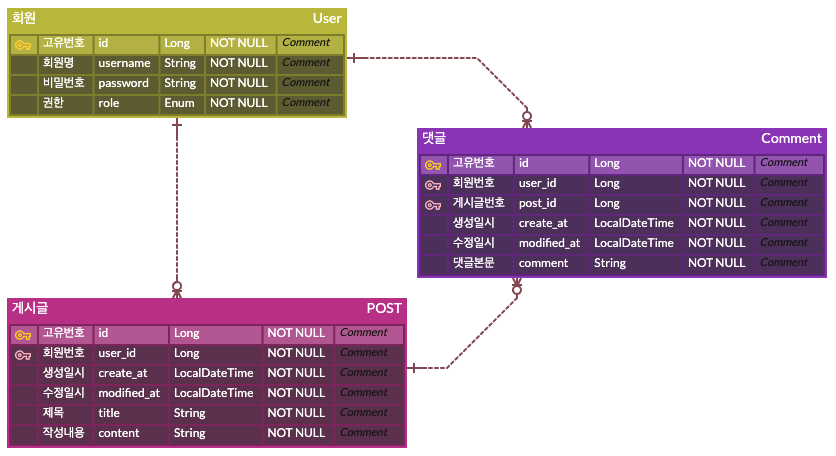 회원 User
고유번호 id Long NOT NULL Comment
회원명 username String NOT NULL Comment
비밀번호 password String NOT NULL Comment
권한 role Enum NOT NULL Comment
댓글 Comment
고유번호 id Long NOT NULL Comment
회원번호 user_id Long NOT NULL Comment
게시글번호 post_id Long NOT NULL Comment
생성일시 create_at LocalDateTime NOT NULL Comment
수정일시 modified_at LocalDateTime NOT NULL Comment
댓글본문 comment String NOT NULL Comment
게시글 POST
고유번호 id Long NOT NULL Comment
회원번호 user_id Long NOT NULL Comment
생성일시 create_at LocalDateTime NOT NULL Comment
수정일시 modified_at LocalDateTime NOT NULL Comment
제목 title String NOT NULL Comment
작성내용 content String NOT NULL Comment